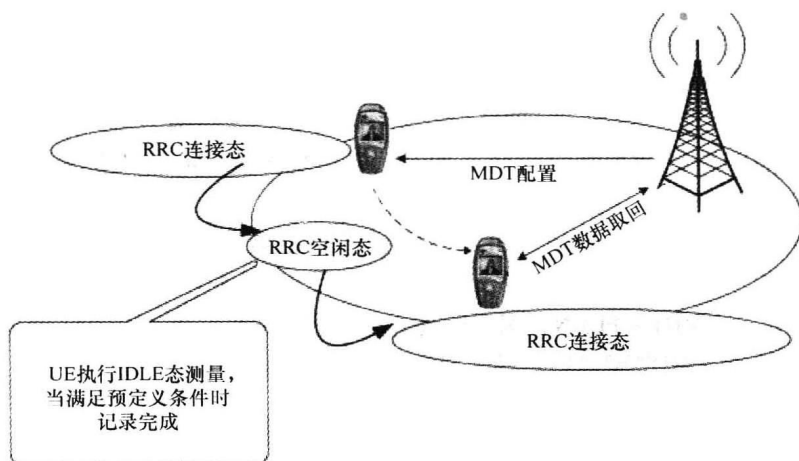 RRC连接态
MDT配置
RRC空闲态
MDT数据取回
RRC连接态
UE执行IDLE态测量，
当满足预定义条件时
记录完成